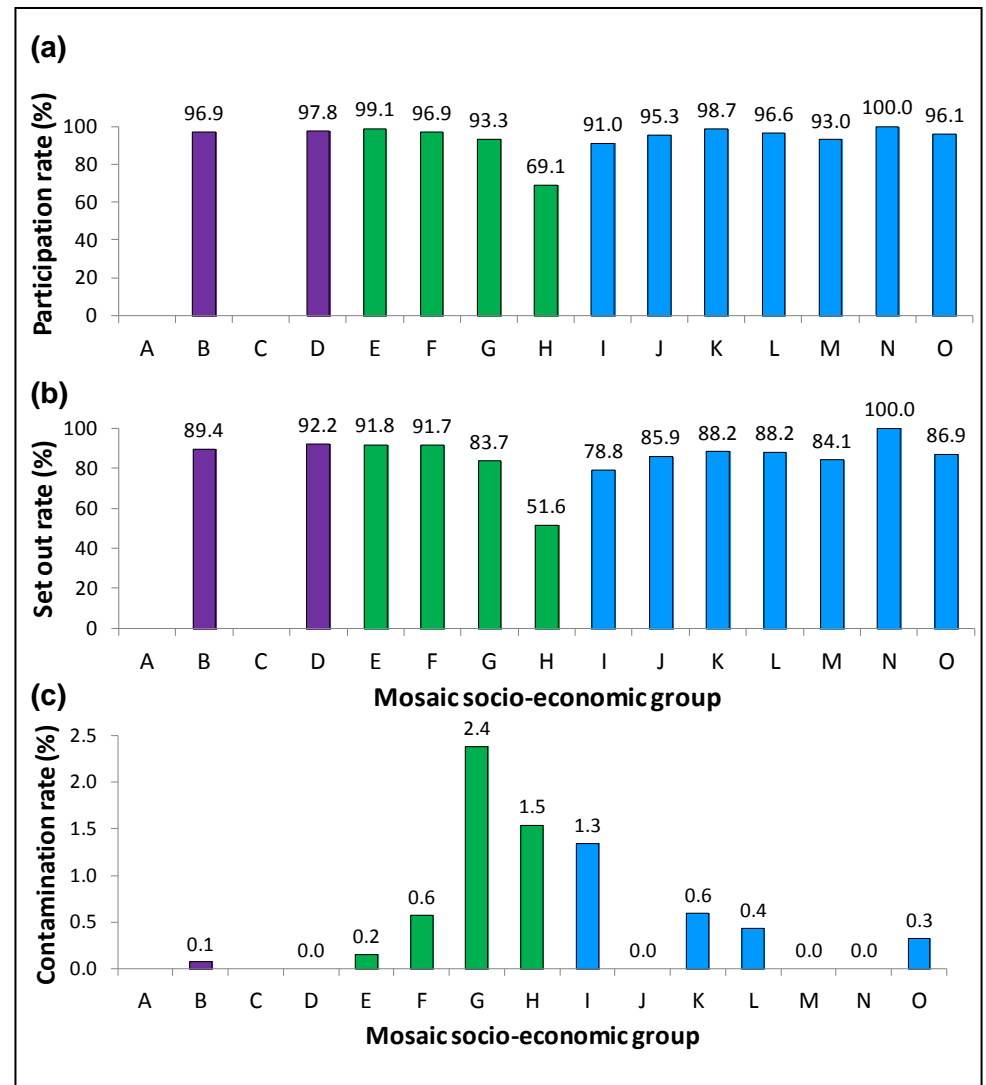 (a)
Participation rate (%)
100
80
60
40
20
0
96.9 97.8 99.1 96.9 93.3 69.1 91.0 95.3 98.7 96.6 93.0 100.0 96.1
A B C D E F G H I J K L M N O
(b)
Set out rate (%)
100
80
60
40
20
0
89.4 92.2 91.8 91.7 83.7 51.6 78.8 85.9 88.2 88.2 84.1 100.0 86.9
A B C D E F G H I J K L M N O
Mosaic socio-economic group
(c)
Contamination rate (%)
2.5
2.0
1.5
1.0
0.5
0.0
0.1 0.0 0.2 0.6 2.4 1.5 1.3 0.0 0.6 0.4 0.0 0.0 0.3
A B C D E F G H I J K L M N O
Mosaic socio-economic group